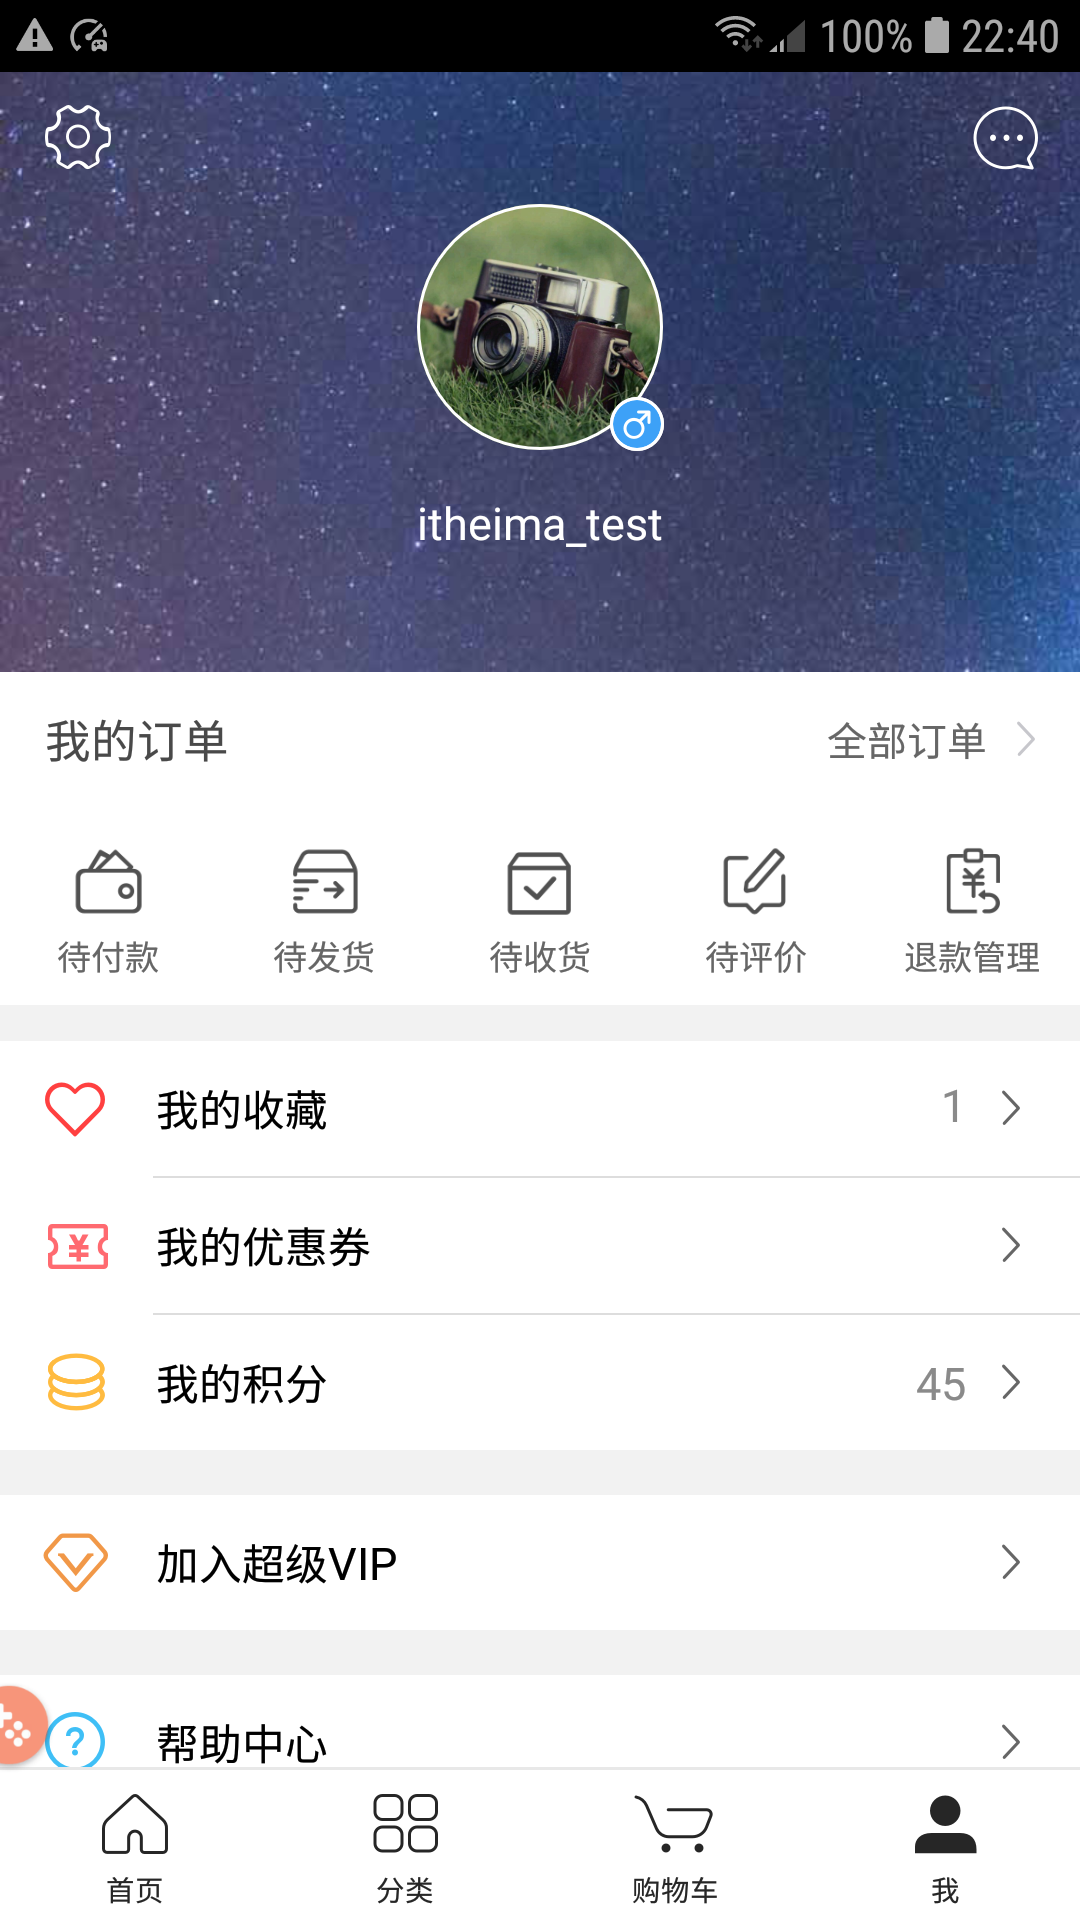 100% 22:40
itheima_test
我的订单 全部订单
待付款 待发货 待收货 待评价 退款管理
我的收藏 1
我的优惠券
我的积分 45
加入超级VIP
帮助中心
首页 分类 购物车 我